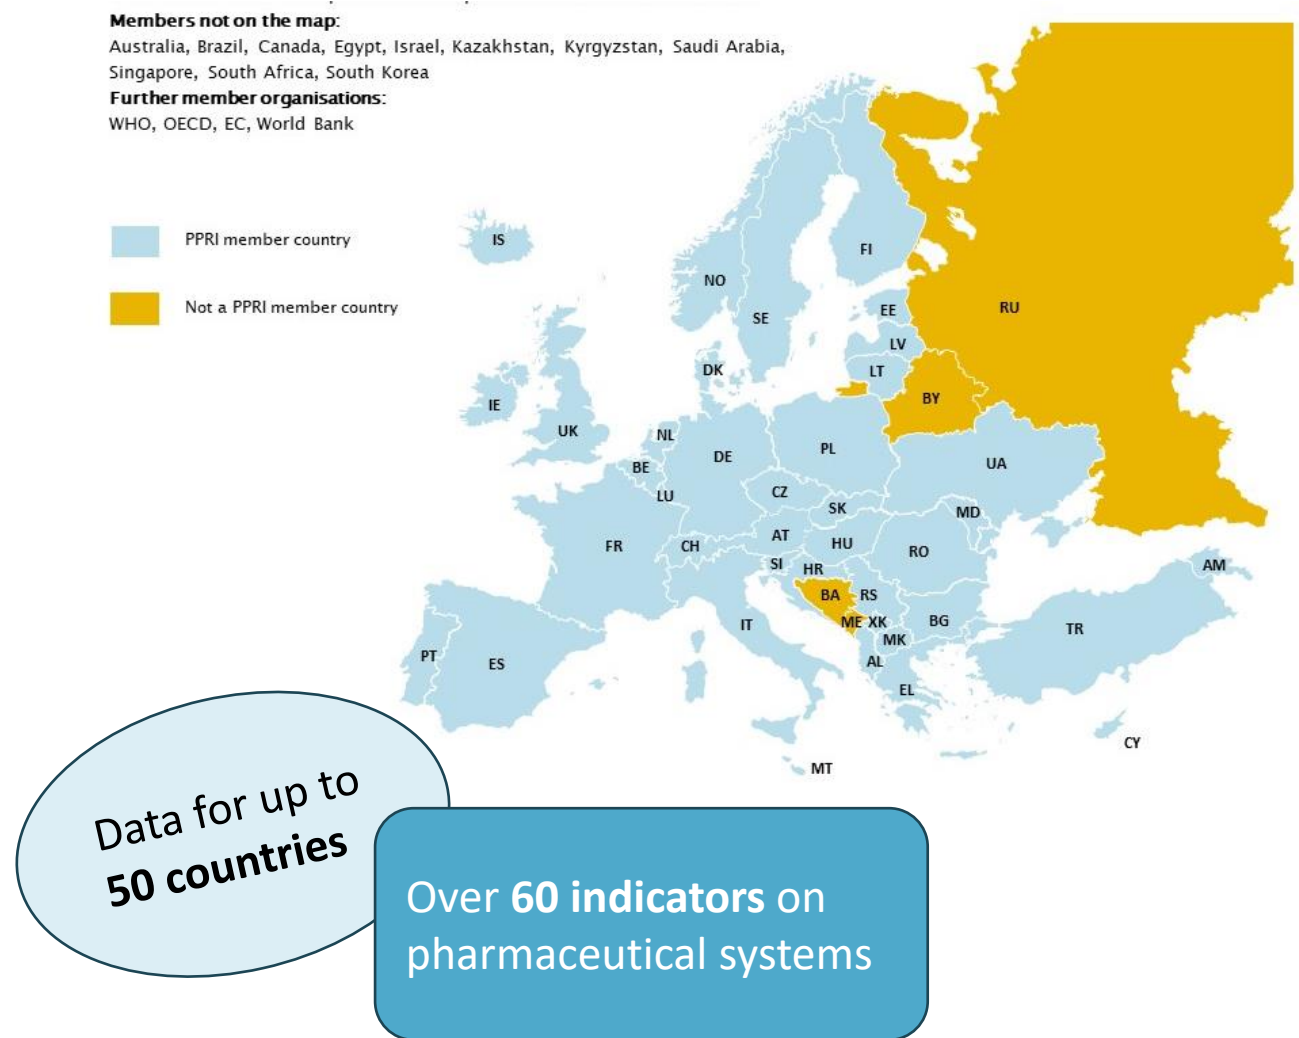 Members not on the map:
Australia, Brazil, Canada, Egypt, Israel, Kazakhstan, Kyrgyzstan, Saudi Arabia,
Singapore, South Africa, South Korea
Further member organisations:
WHO, OECD, EC, World Bank
PPRI member country
Not a PPRI member country
IS
FI
NO
SE
EE
RU
LV
DK
LT
BY
IE
UK
NL
DE
PL
BE
UA
LU
CZ
SK
MD
FR
CH
AT
HU
RO
SI
HR
AM
BA
RS
IT
ME
XK
BG
TR
MK
PT
ES
AL
EL
CY
MT
Data for up to
50 countries
Over 60 indicators on
pharmaceutical systems